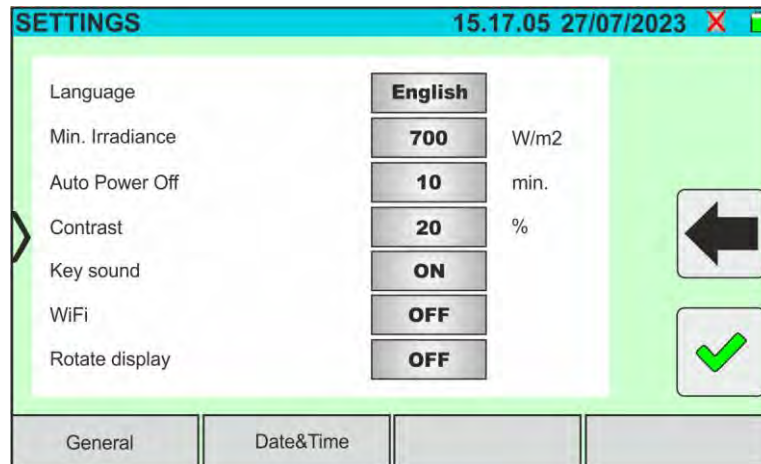 SETTINGS 15.17.05 27/07/2023
Language English
Min. Irradiance 700 W/m2
Auto Power Off 10 min.
Contrast 20 %
Key sound ON
WiFi OFF
Rotate display OFF
General Date&Time